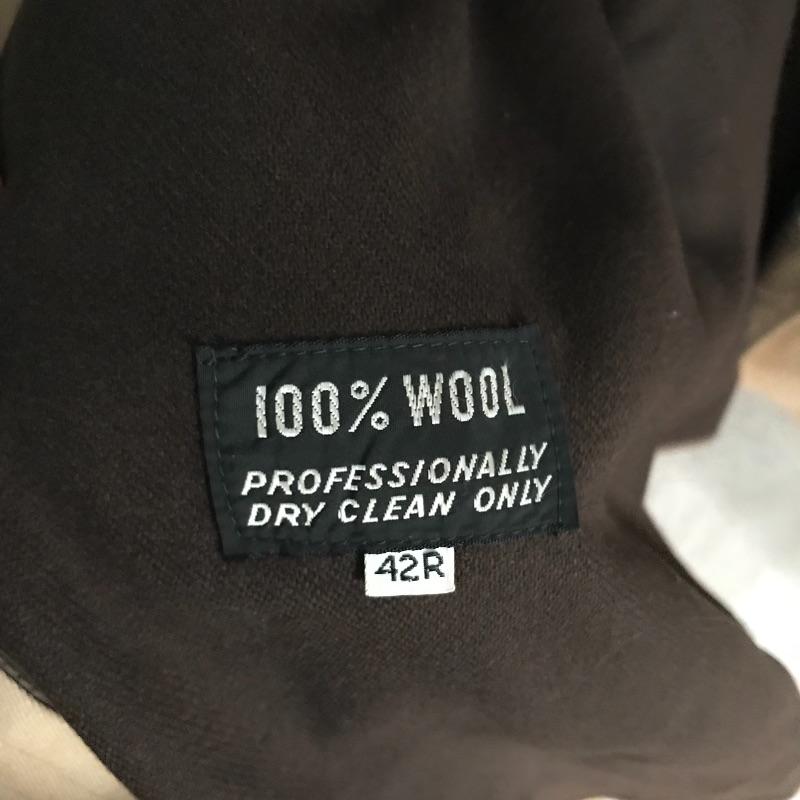 100% WOOL
PROFESSIONALLY
DRY CLEAN ONLY
42R